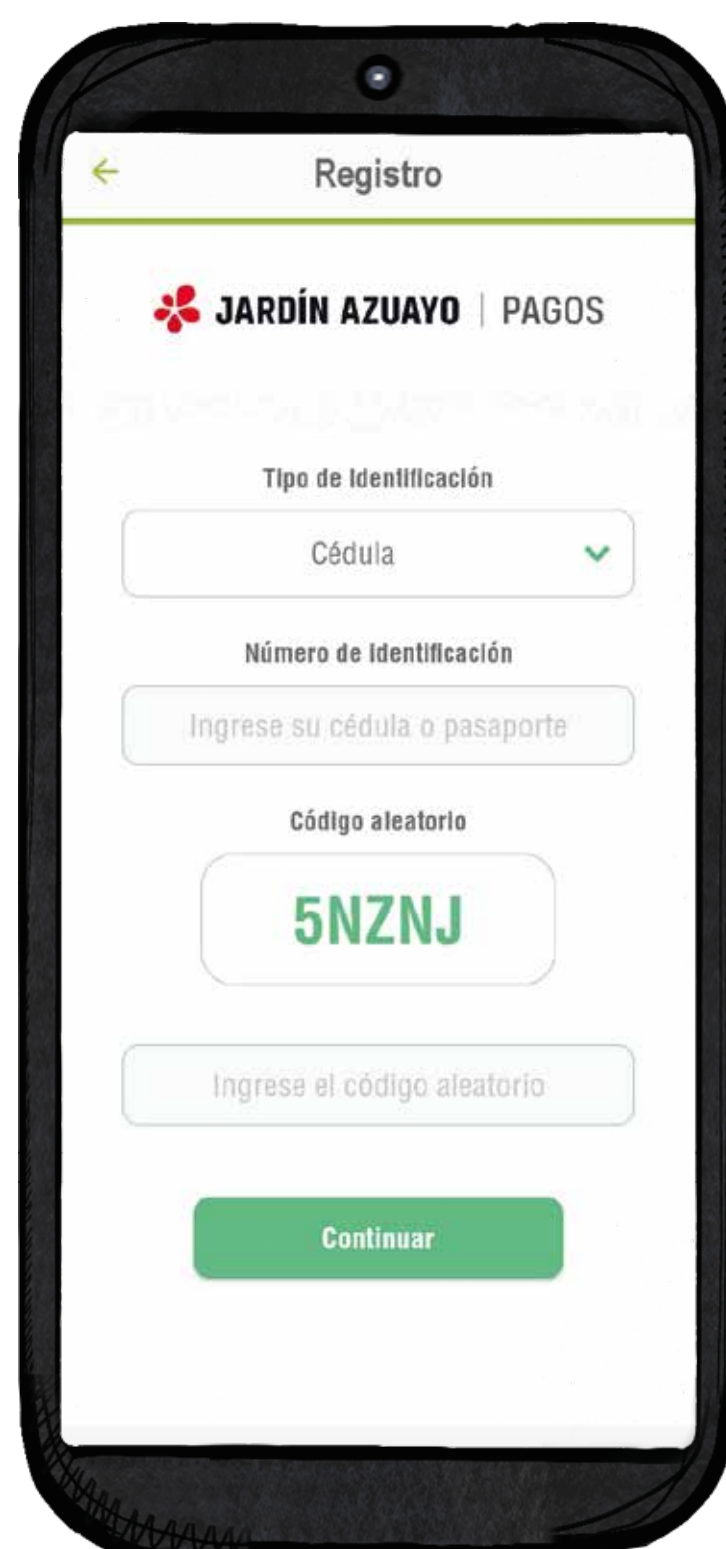 Registro
JARDÍN AZUAYO | PAGOS
Tipo de Identificación
Cédula
Número de identificación
Ingrese su cédula o pasaporte
Código aleatorio
5NZNJ
Ingrese el código aleatorio
Continuar